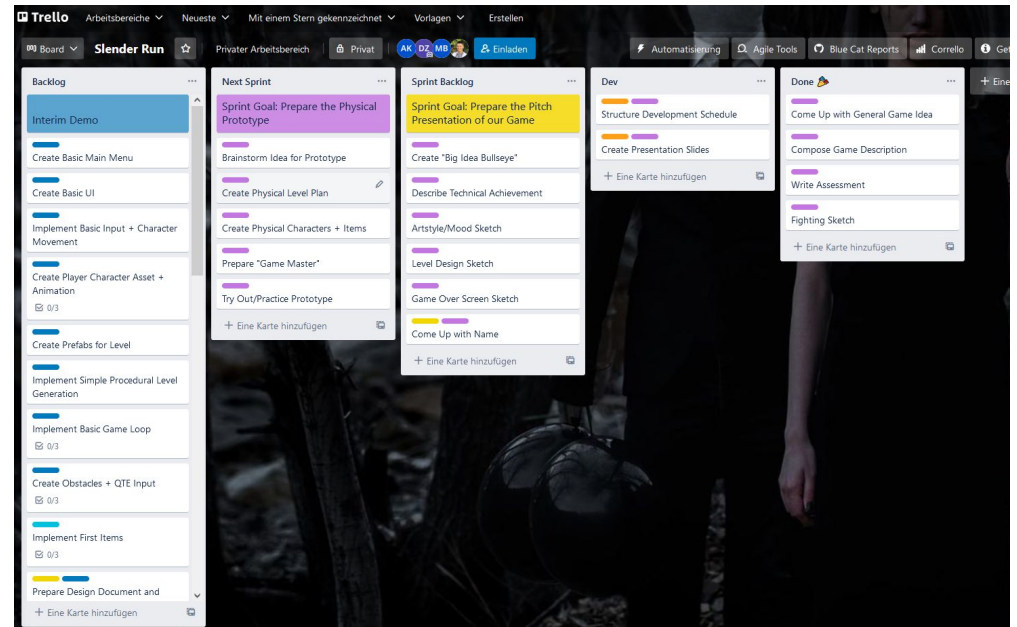 Trello
Arbeitsbereiche
Neueste
Mit einem Stern gekennzeichnet
Vorlagen
Erstellen
Board
Slender Run
Privater Arbeitsbereich
Privat
AK
DZ
MB
Einladen
Automatisierung
Agile Tools
Blue Cat Reports
Corrello
Get
Backlog
Interim Demo
Create Basic Main Menu
Create Basic UI
Implement Basic Input + Character
Movement
Create Player Character Asset +
Animation
0/3
Create Prefabs for Level
Implement Simple Procedural Level
Generation
Implement Basic Game Loop
0/3
Create Obstacles + QTE Input
0/3
Implement First Items
0/3
Prepare Design Document and
+ Eine Karte hinzufügen
Next Sprint
Sprint Goal: Prepare the Physical
Prototype
Brainstorm Idea for Prototype
Create Physical Level Plan
Create Physical Characters + Items
Prepare "Game Master"
Try Out/Practice Prototype
+ Eine Karte hinzufügen
Sprint Backlog
Sprint Goal: Prepare the Pitch
Presentation of our Game
Create "Big Idea Bullseye"
Describe Technical Achievement
Artstyle/Mood Sketch
Level Design Sketch
Game Over Screen Sketch
Come Up with Name
+ Eine Karte hinzufügen
Dev
Structure Development Schedule
Create Presentation Slides
+ Eine Karte hinzufügen
Done 🎉
Come Up with General Game Idea
Compose Game Description
Write Assessment
Fighting Sketch
+ Eine Karte hinzufügen
+ Eine